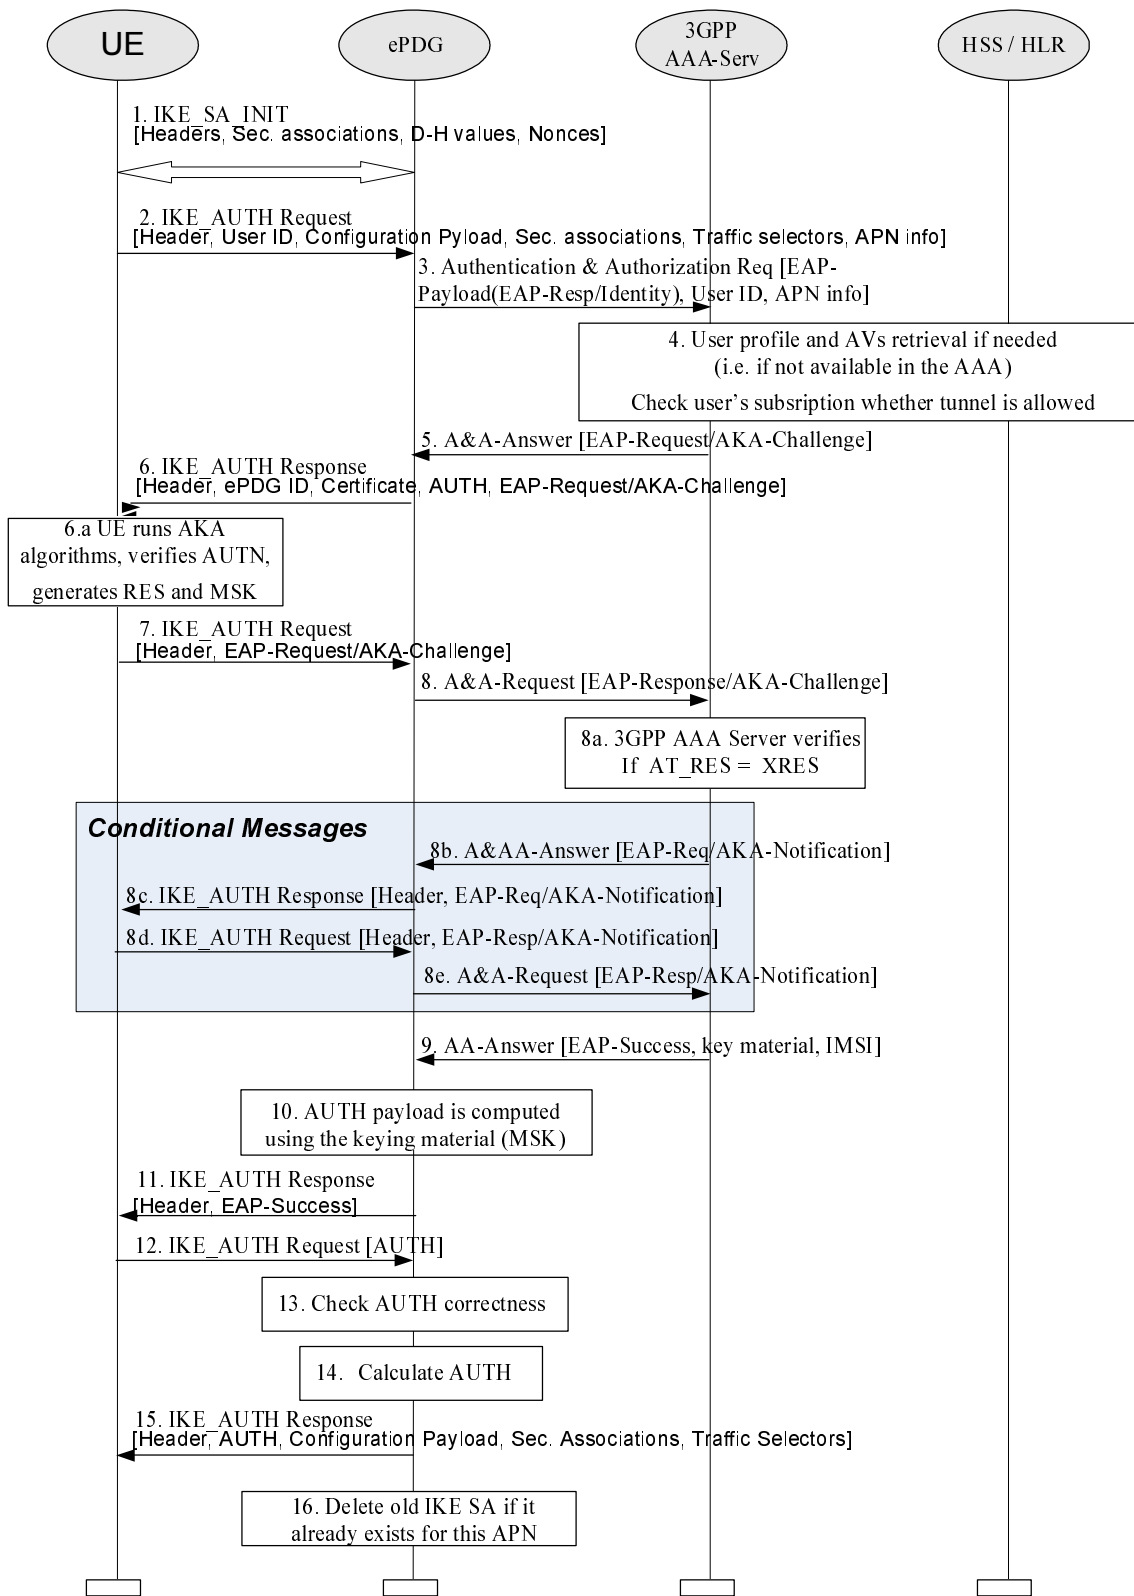 UE
ePDG
3GPP
AAA-Serv
HSS / HLR
1. IKE_SA_INIT
[Headers, Sec. associations, D-H values, Nonces]
2. IKE_AUTH Request
[Header, User ID, Configuration Pyload, Sec. associations, Traffic selectors, APN info]
3. Authentication & Authorization Req [EAP-
Payload(EAP-Resp/Identity), User ID, APN info]
4. User profile and AVs retrieval if needed
(i.e. if not available in the AAA)
Check user’s subsription whether tunnel is allowed
5. A&A-Answer [EAP-Request/AKA-Challenge]
6. IKE_AUTH Response
[Header, ePDG ID, Certificate, AUTH, EAP-Request/AKA-Challenge]
6.a UE runs AKA
algorithms, verifies AUTN,
generates RES and MSK
7. IKE_AUTH Request
[Header, EAP-Request/AKA-Challenge]
8. A&A-Request [EAP-Response/AKA-Challenge]
8a. 3GPP AAA Server verifies
If AT_RES = XRES
Conditional Messages
8b. A&AA-Answer [EAP-Req/AKA-Notification]
8c. IKE_AUTH Response [Header, EAP-Req/AKA-Notification]
8d. IKE_AUTH Request [Header, EAP-Resp/AKA-Notification]
8e. A&A-Request [EAP-Resp/AKA-Notification]
9. AA-Answer [EAP-Success, key material, IMSI]
10. AUTH payload is computed
using the keying material (MSK)
11. IKE_AUTH Response
[Header, EAP-Success]
12. IKE_AUTH Request [AUTH]
13. Check AUTH correctness
14. Calculate AUTH
15. IKE_AUTH Response
[Header, AUTH, Configuration Payload, Sec. Associations, Traffic Selectors]
16. Delete old IKE SA if it
already exists for this APN